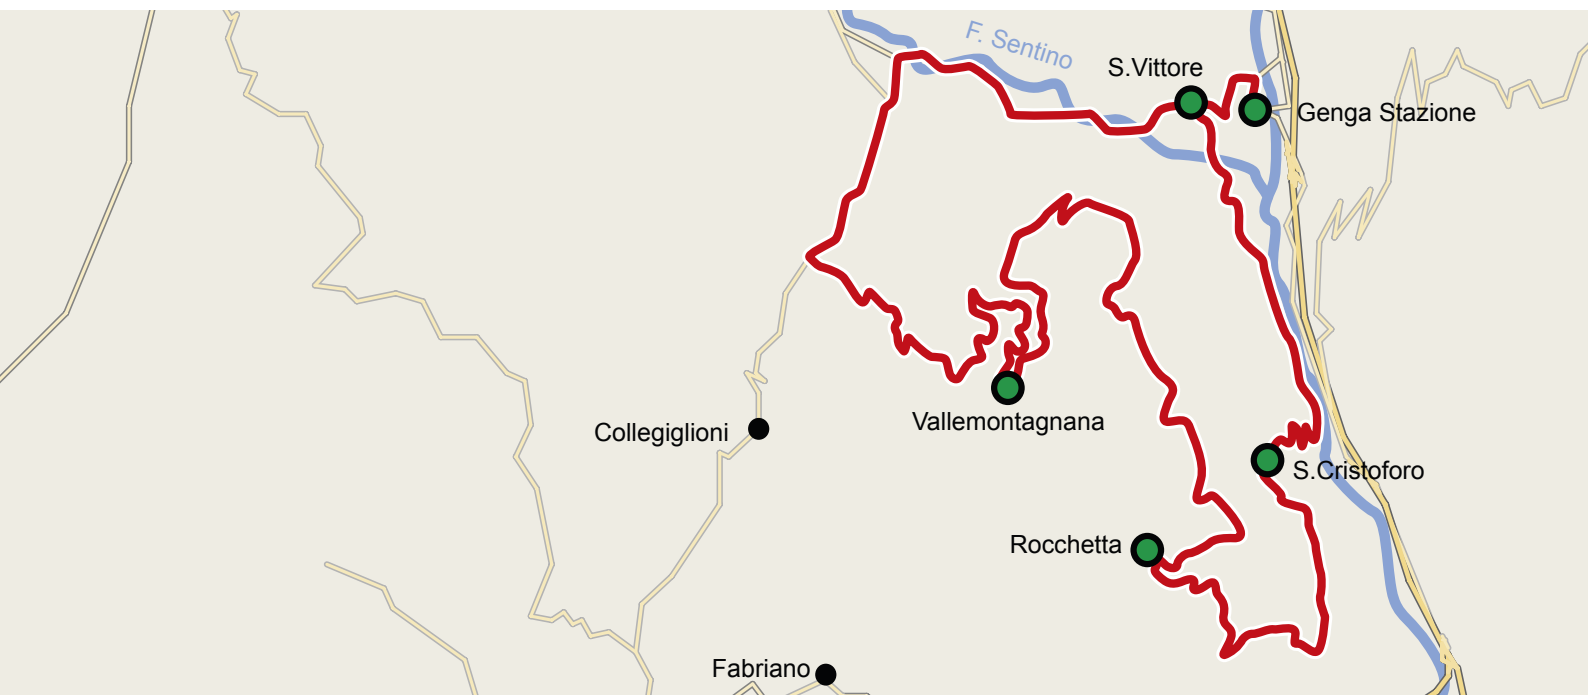 F. Sentino
S.Vittore
Genga Stazione
Vallemontagnana
Collegiglioni
S.Cristoforo
Rocchetta
Fabriano